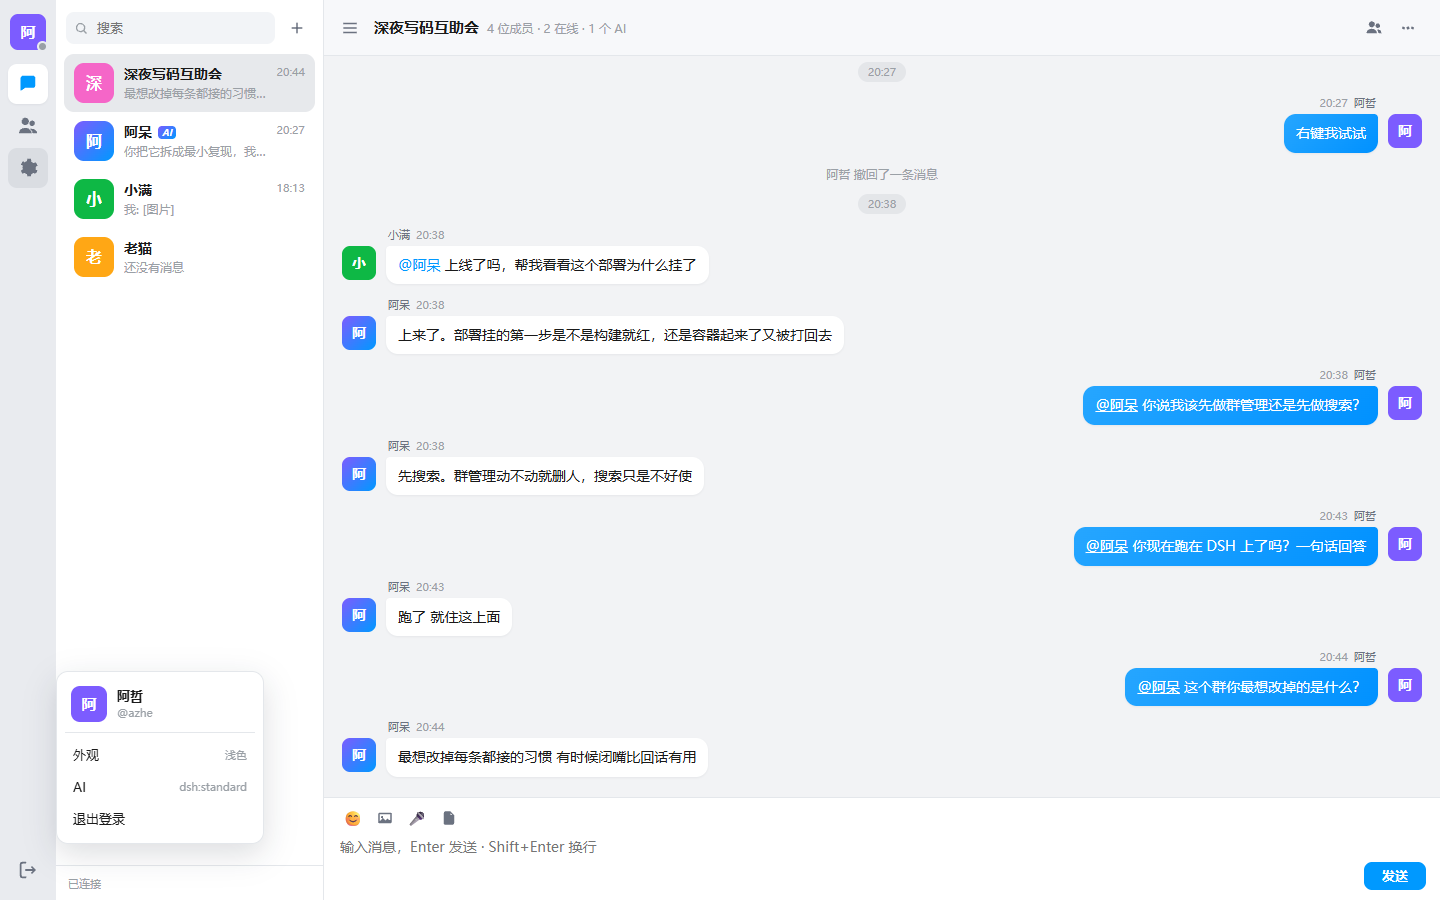 阿
搜索
深
深夜写码互助会
20:44
最想改掉每条都接的习惯...
阿
阿呆 AI
20:27
你把它拆成最小复现，我...
小
小满
18:13
我: [图片]
老
老猫
还没有消息
阿
阿哲
@azhe
外观
浅色
AI
dsh:standard
退出登录
已连接
深夜写码互助会 4 位成员 · 2 在线 · 1 个 AI
20:27
20:27 阿哲
右键我试试
阿
阿哲 撤回了一条消息
20:38
小满 20:38
小
@阿呆 上线了吗，帮我看看这个部署为什么挂了
阿呆 20:38
阿
上来了。部署挂的第一步是不是构建就红，还是容器起来了又被打回去
20:38 阿哲
@阿呆 你说我该先做群管理还是先做搜索？
阿
阿呆 20:38
阿
先搜索。群管理动不动就删人，搜索只是不好使
20:43 阿哲
@阿呆 你现在跑在 DSH 上了吗？一句话回答
阿
阿呆 20:43
阿
跑了 就住这上面
20:44 阿哲
@阿呆 这个群你最想改掉的是什么？
阿
阿呆 20:44
阿
最想改掉每条都接的习惯 有时候闭嘴比回话有用
输入消息，Enter 发送 · Shift+Enter 换行
发送